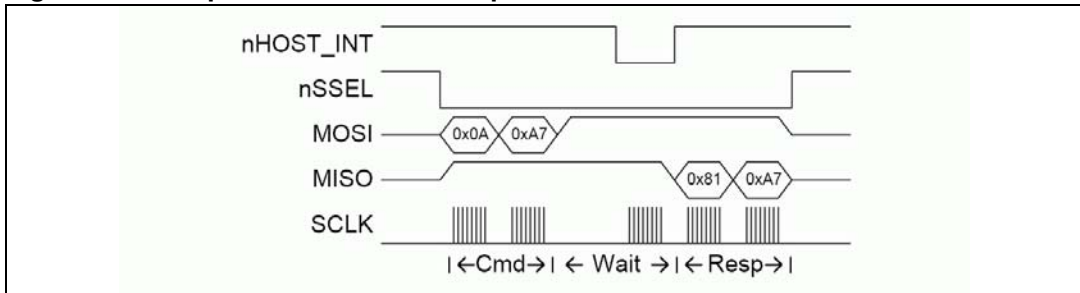 nHOST_INT
nSSEL
MOSI 0x0A 0xA7
MISO 0x81 0xA7
SCLK
|←Cmd→| ← Wait →|←Resp→|